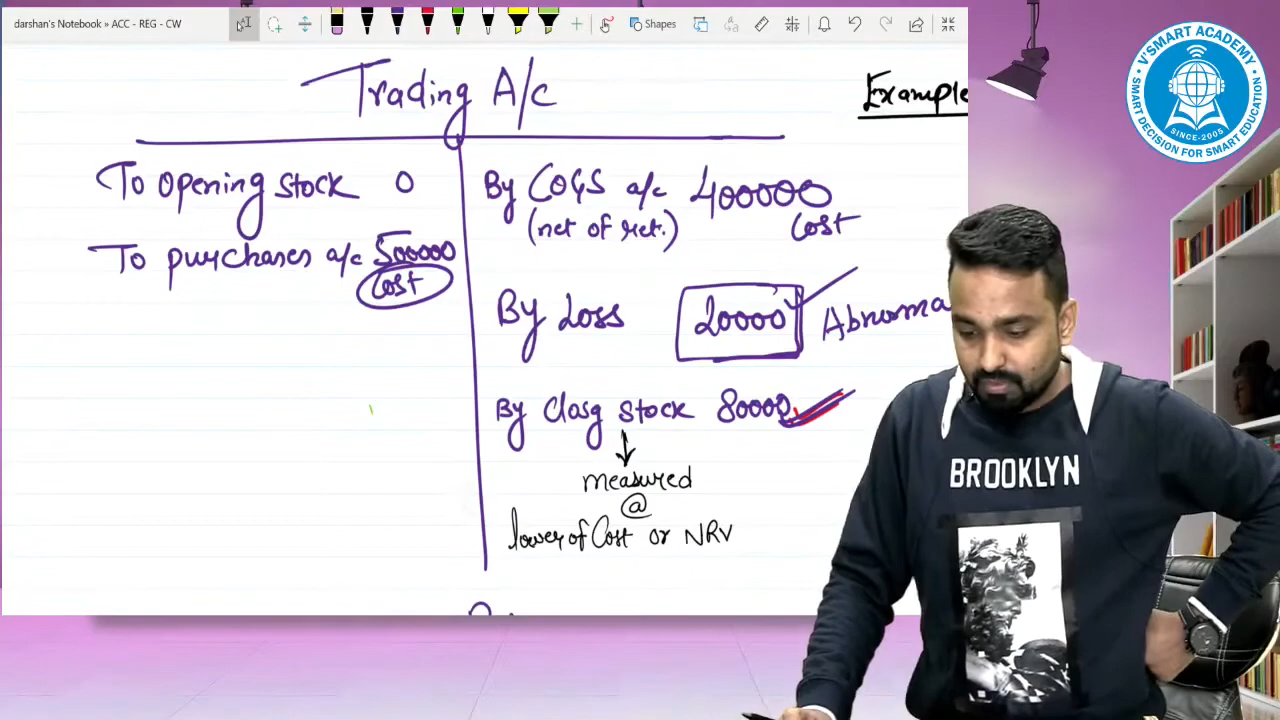 darshan's Notebook » ACC - REG - CW
Shapes
Trading A/c
Example
To opening stock 0
By COGS a/c 400000
(net of ret.) cost
To purchases a/c 500000
cost
By Loss 20000 Abnorma
By Closg stock 80000
measured
@
lower of Cost or NRV
V'SMART ACADEMY
SINCE-2005
SMART DECISION FOR SMART EDUCATION
BROOKLYN